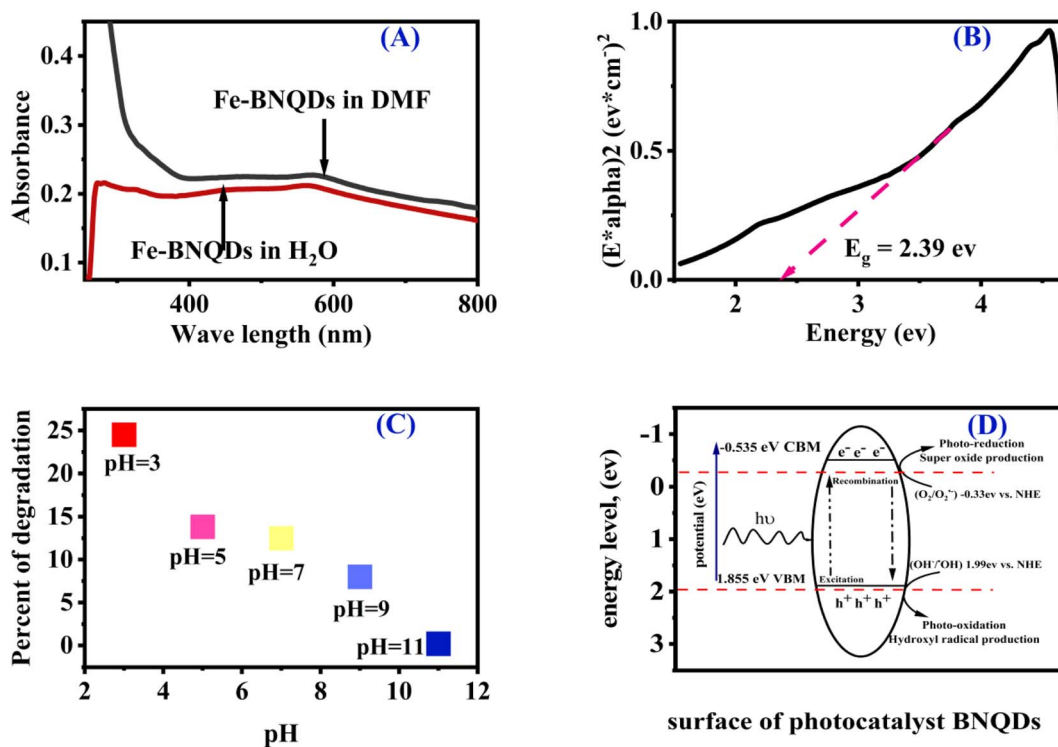 (A)
0.4
0.3
0.2
0.1
Absorbance
Fe-BNQDs in DMF
Fe-BNQDs in H₂O
400
600
800
Wave length (nm)
(B)
1.0
0.5
0.0
(E*alpha)2 (ev*cm⁻)²
E_g = 2.39 ev
2
3
4
Energy (ev)
(C)
25
20
15
10
5
0
Percent of degradation
pH=3
pH=5
pH=7
pH=9
pH=11
2
4
6
8
10
12
pH
(D)
-1
0
1
2
3
energy level, (ev)
potential (eV)
-0.535 eV CBM
e⁻ e⁻ e⁻
Photo-reduction
Super oxide production
Recombination
(O₂/O₂•⁻) -0.33ev vs. NHE
hυ
1.855 eV VBM
Excitation
(OH⁻/•OH) 1.99ev vs. NHE
h⁺ h⁺ h⁺
Photo-oxidation
Hydroxyl radical production
surface of photocatalyst BNQDs